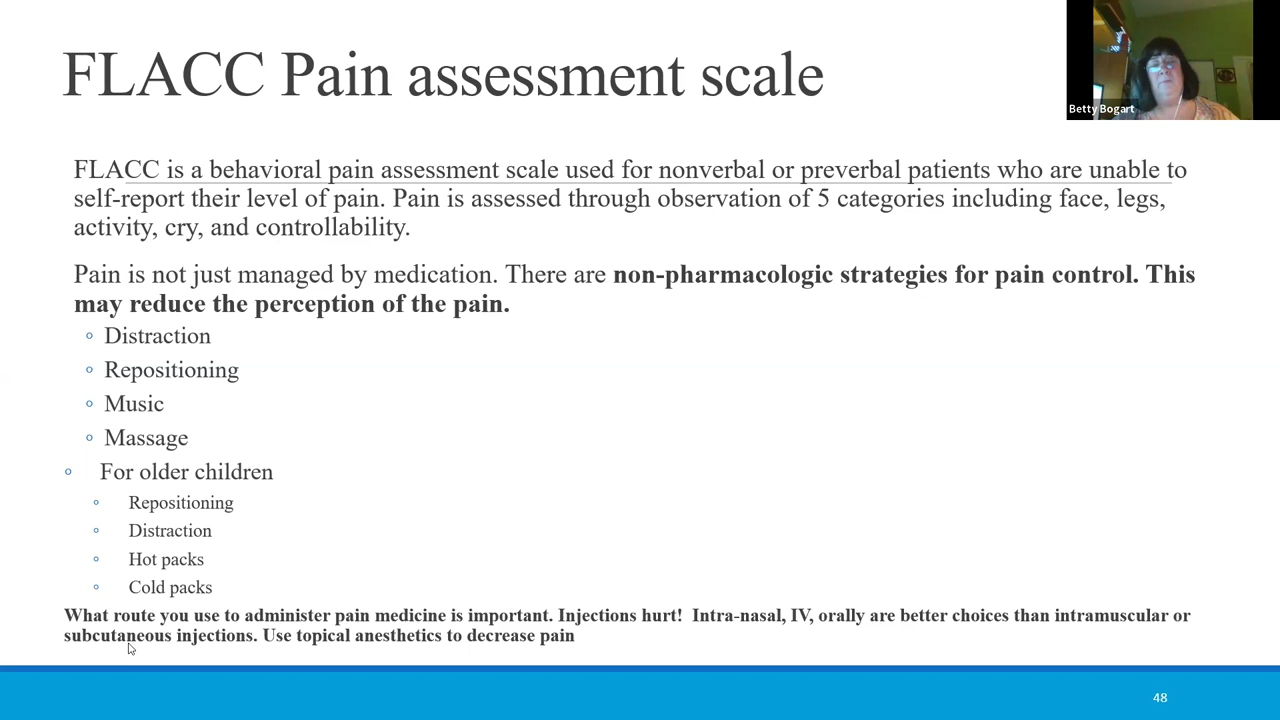 FLACC Pain assessment scale
Betty Bogart
FLACC is a behavioral pain assessment scale used for nonverbal or preverbal patients who are unable to
self-report their level of pain. Pain is assessed through observation of 5 categories including face, legs,
activity, cry, and controllability.
Pain is not just managed by medication. There are non-pharmacologic strategies for pain control. This
may reduce the perception of the pain.
Distraction
Repositioning
Music
Massage
For older children
Repositioning
Distraction
Hot packs
Cold packs
What route you use to administer pain medicine is important. Injections hurt! Intra-nasal, IV, orally are better choices than intramuscular or
subcutaneous injections. Use topical anesthetics to decrease pain
48